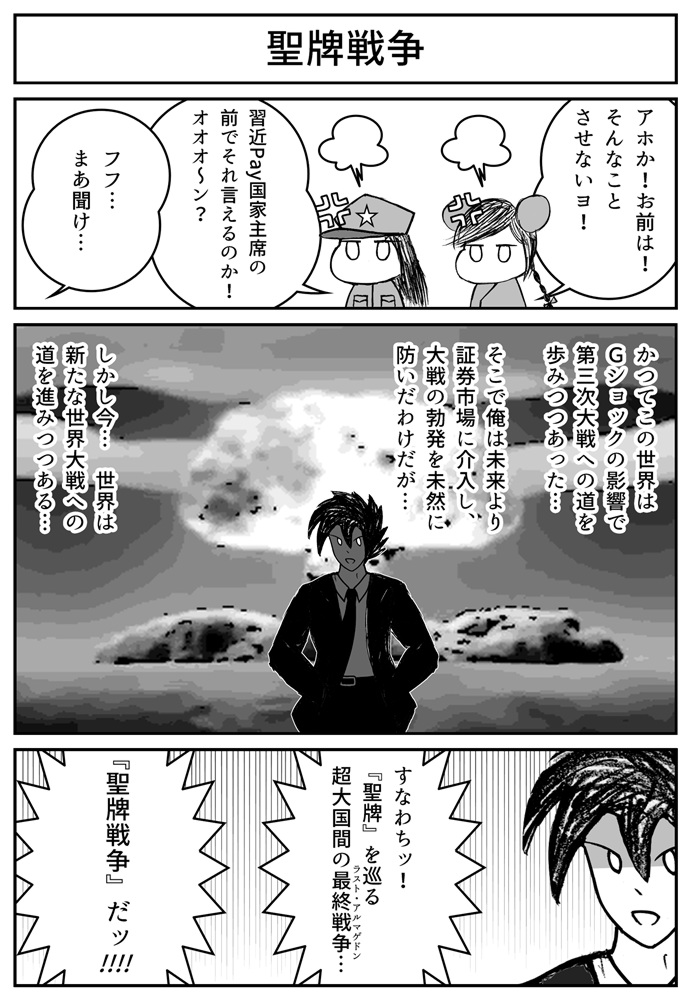 聖牌戦争
アホか！お前は！
そんなこと
させないヨ！
習近Pay国家主席の
前でそれ言えるのか！
オオオ〜ン？
フフ…
まあ聞け…
かつてこの世界は
Gショックの影響で
第三次大戦への道を
歩みつつあった…
そこで俺は未来より
証券市場に介入し、
大戦の勃発を未然に
防いだわけだが…
しかし今… 世界は
新たな世界大戦への
道を進みつつある…
すなわちッ！
『聖牌』を巡る
超大国間の最終戦争…
ラスト・アルマゲドン
『聖牌戦争』だッ!!!!